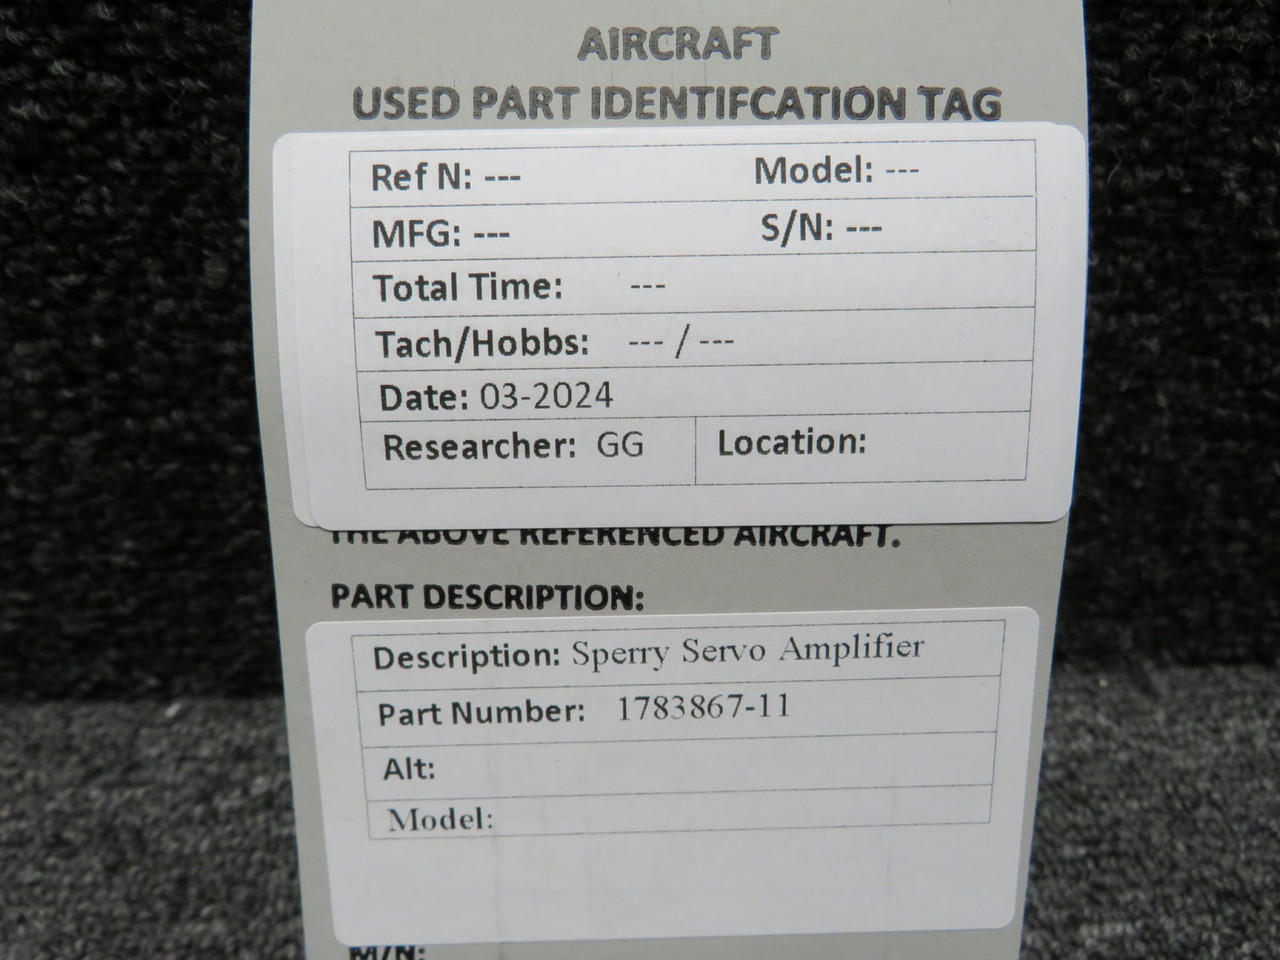 AIRCRAFT
USED PART IDENTIFCATION TAG
Ref N: --- Model: ---
MFG: --- S/N: ---
Total Time: ---
Tach/Hobbs: --- / ---
Date: 03-2024
Researcher: GG Location:
THE ABOVE REFERENCED AIRCRAFT.
PART DESCRIPTION:
Description: Sperry Servo Amplifier
Part Number: 1783867-11
Alt:
Model:
M/N: